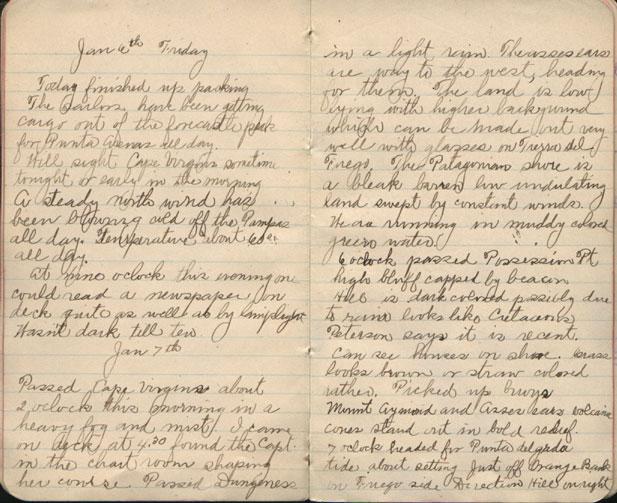 Jan 6th Friday
Today finished up packing
The Sailors have been getting
cargo out of the forecastle peak
for Punta Arenas all day.
Will sight Cape Virgins sometime
tonight or early in the morning
A steady north wind has
been blowing off the Pampas
all day. Temperature about 60°
all day.
At nine oclock this evening one
could read a newspaper on
deck quite as well as by lamplight
Wasn't dark tell ten
Jan 7th
Passed Cape Virgins about
2 oclock this morning in a
heavy fog and mist. I came
on deck at 4.30 found the Capt.
in the chart room shaping
her course Passed Dungeness
in a light rain. The asses ears
are way to the west, heading
for them. The land is low
lying with higher background
which can be made out very
well with glasses on Tierra del
Fuego. The Patagonian shore is
a bleak barren low undulating
land swept by constant winds.
We are running in muddy colored
green water.
6 oclock passed Possession Pt
high bluff capped by beacon
Hill is dark colored possibly due
to rain looks like Cretaceous
Peterson says it is recent.
Can see houses on shore. Grass
looks brown or straw colored
rather. Picked up buoys
Mount Aymond and Asses Ears volcanic
cones stand out in bold relief.
7 oclock headed for Punta delgada
tide about setting Just off Orange Bank
on Fuego side Direction Hills on right